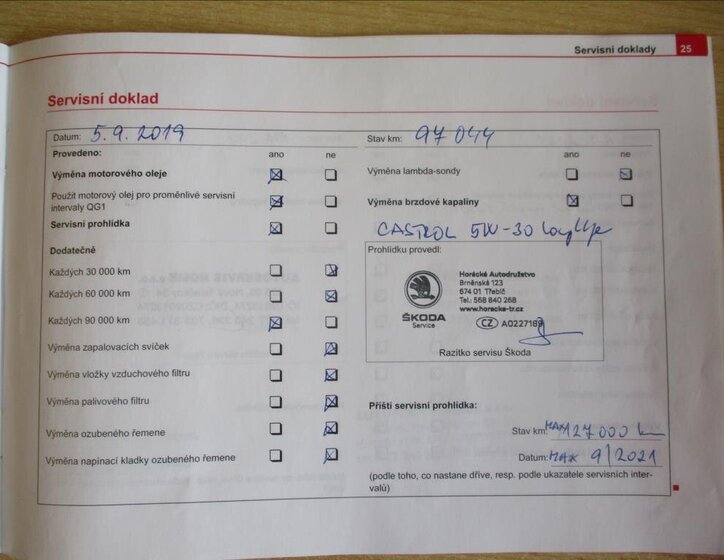 Servisní doklady 25
Servisní doklad
Datum: 5.9.2019
Provedeno: ano ne
Výměna motorového oleje
Použit motorový olej pro proměnlivé servisní
intervaly QG1
Servisní prohlídka
Dodatečně
Každých 30 000 km
Každých 60 000 km
Každých 90 000 km
Výměna zapalovacích svíček
Výměna vložky vzduchového filtru
Výměna palivového filtru
Výměna ozubeného řemene
Výměna napínací kladky ozubeného řemene
Stav km: 97 044
ano ne
Výměna lambda-sondy
Výměna brzdové kapaliny
CASTROL 5W-30
Prohlídku provedl:
ŠKODA
Service
Horácké Autodružstvo
Brněnská 123
674 01 Třebíč
Tel.: 568 840 268
www.horacke-tr.cz
CZ
Razítko servisu Škoda
Příští servisní prohlídka:
Stav km: MAX 127 000 km
Datum: MAX 9/2021
(podle toho, co nastane dříve, resp. podle ukazatele servisních inter-
valů)